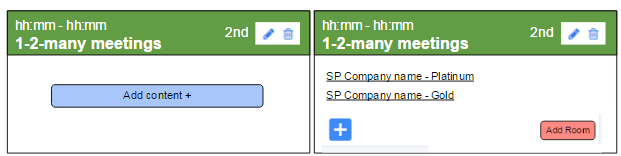 hh:mm - hh:mm
1-2-many meetings
2nd
Add content +
hh:mm - hh:mm
1-2-many meetings
2nd
SP Company name - Platinum
SP Company name - Gold
+
Add Room